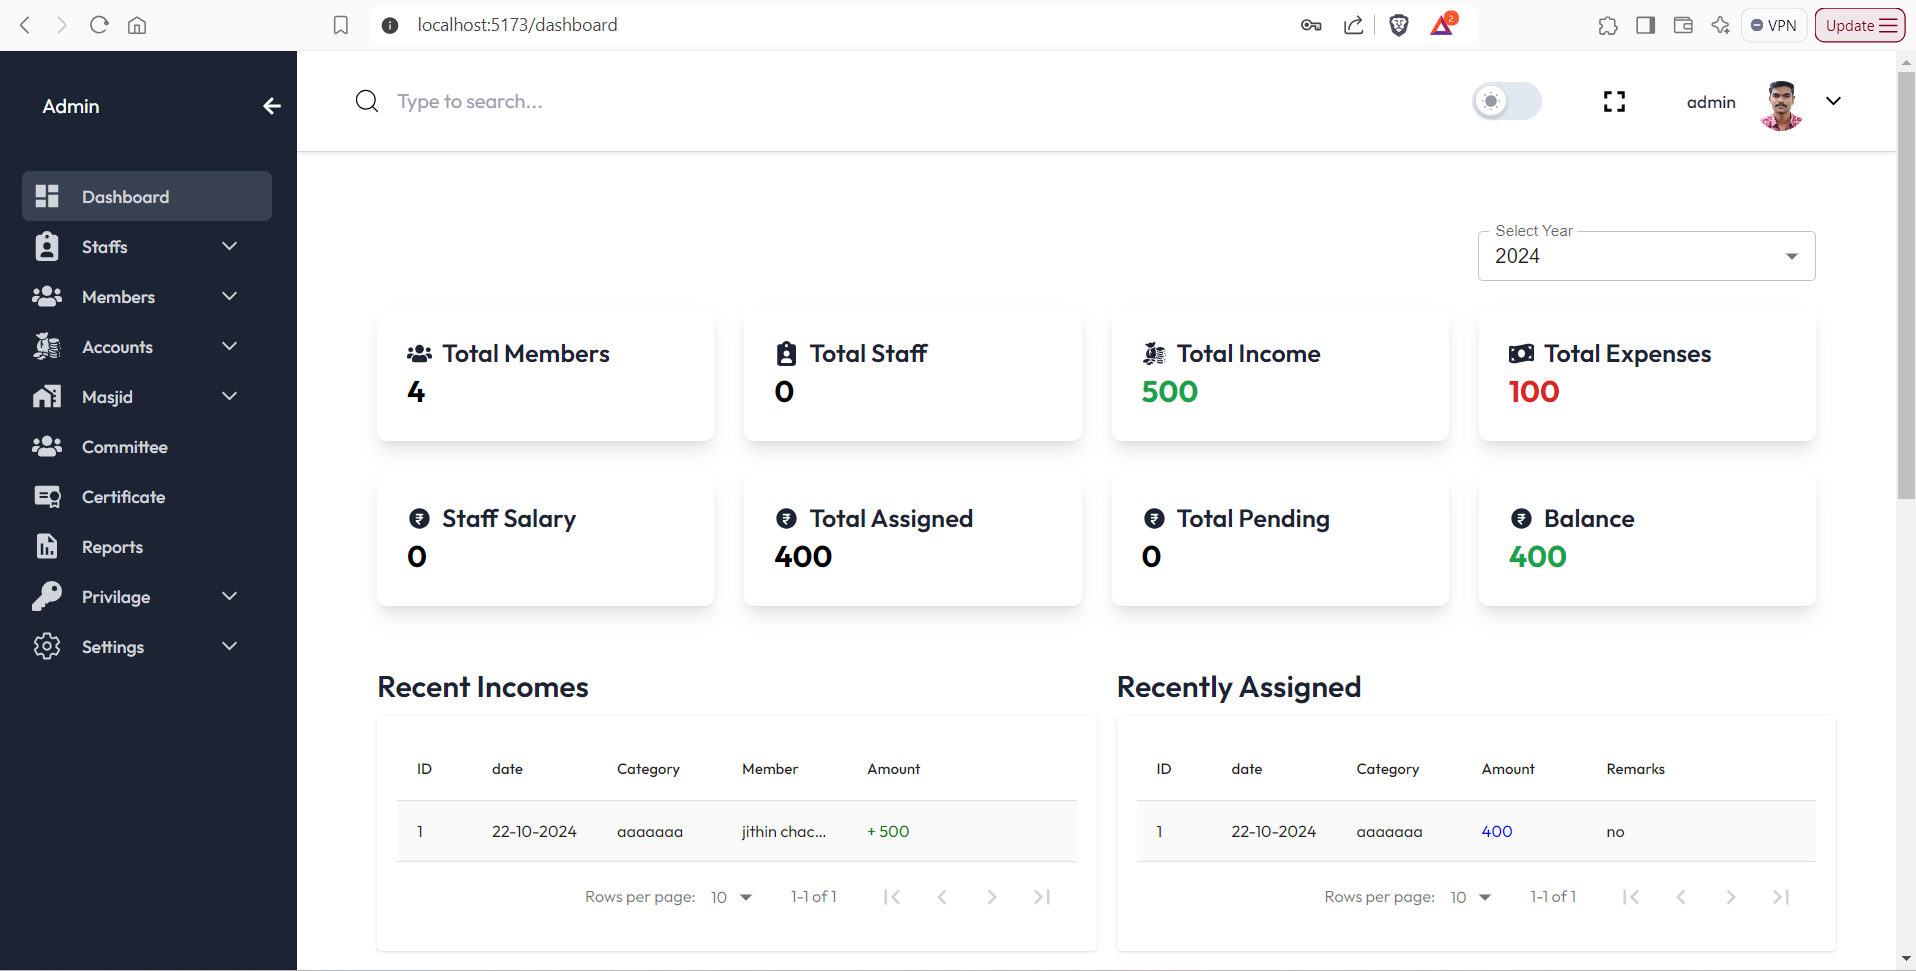 localhost:5173/dashboard
2
VPN
Update
Admin
Type to search...
admin
Dashboard
Staffs
Members
Accounts
Masjid
Committee
Certificate
Reports
Privilage
Settings
Select Year
2024
Total Members
4
Total Staff
0
Total Income
500
Total Expenses
100
₹ Staff Salary
0
₹ Total Assigned
400
₹ Total Pending
0
₹ Balance
400
Recent Incomes
ID date Category Member Amount
1 22-10-2024 aaaaaaa jithin chac... + 500
Rows per page: 10 1-1 of 1
Recently Assigned
ID date Category Amount Remarks
1 22-10-2024 aaaaaaa 400 no
Rows per page: 10 1-1 of 1